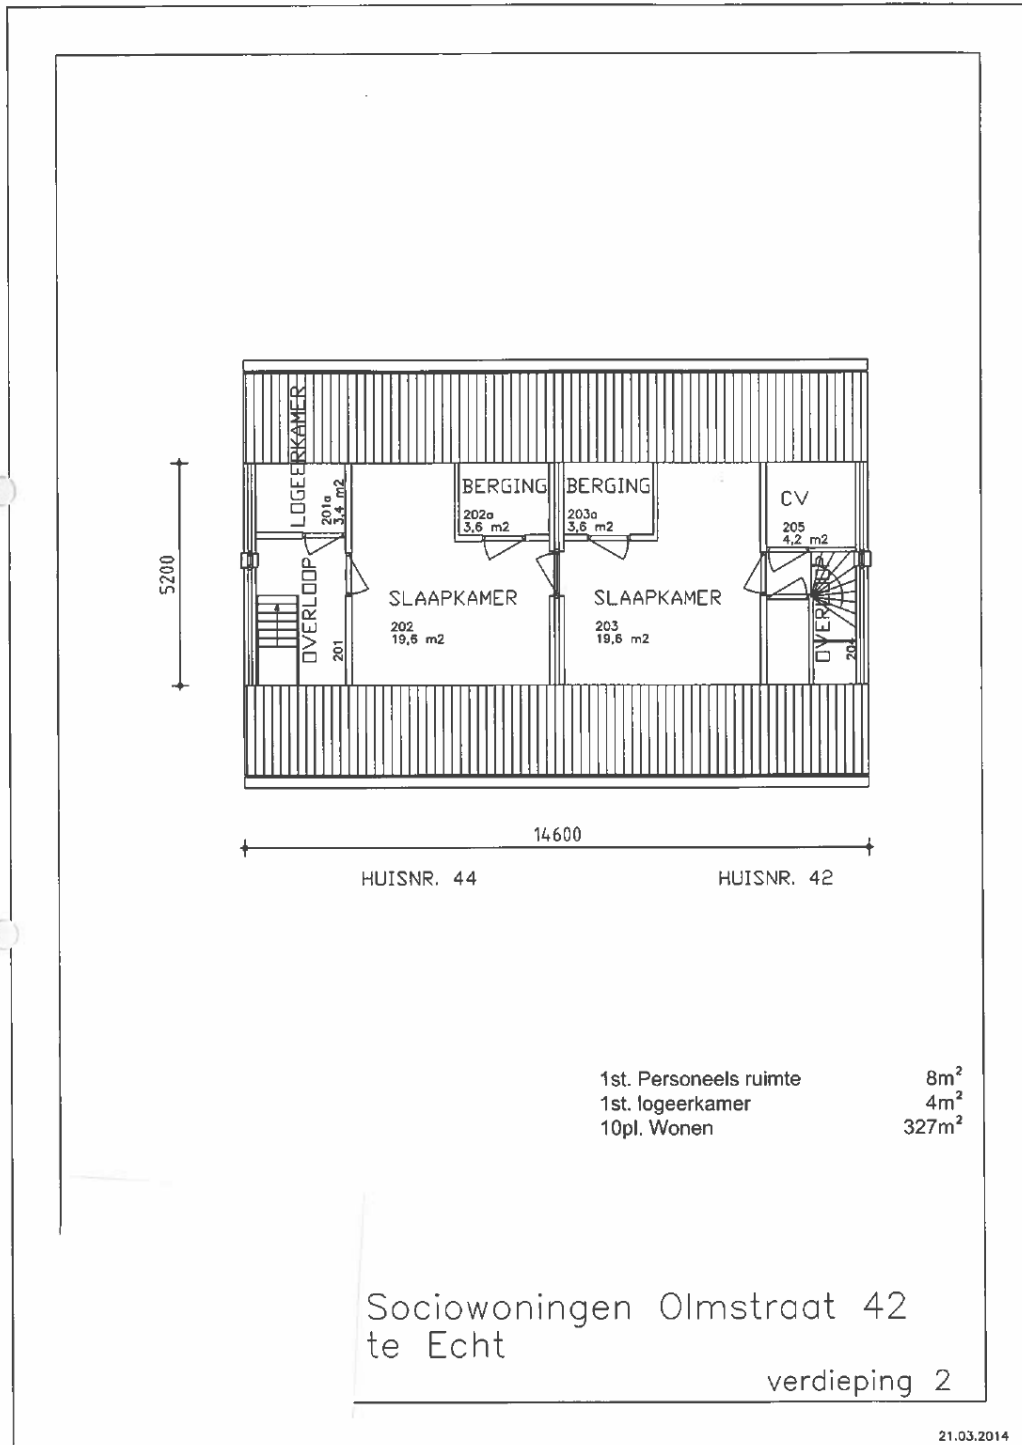 LOGEERKAMER
201a
3,4 m2
BERGING
202a
3,6 m2
BERGING
203a
3,6 m2
CV
205
4,2 m2
5200
OVERLOOP
201
SLAAPKAMER
202
19,6 m2
SLAAPKAMER
203
19,6 m2
OVERLOOP
204
14600
HUISNR. 44
HUISNR. 42
1st. Personeels ruimte 8m²
1st. logeerkamer 4m²
10pl. Wonen 327m²
Sociowoningen Olmstraat 42
te Echt
verdieping 2
21.03.2014